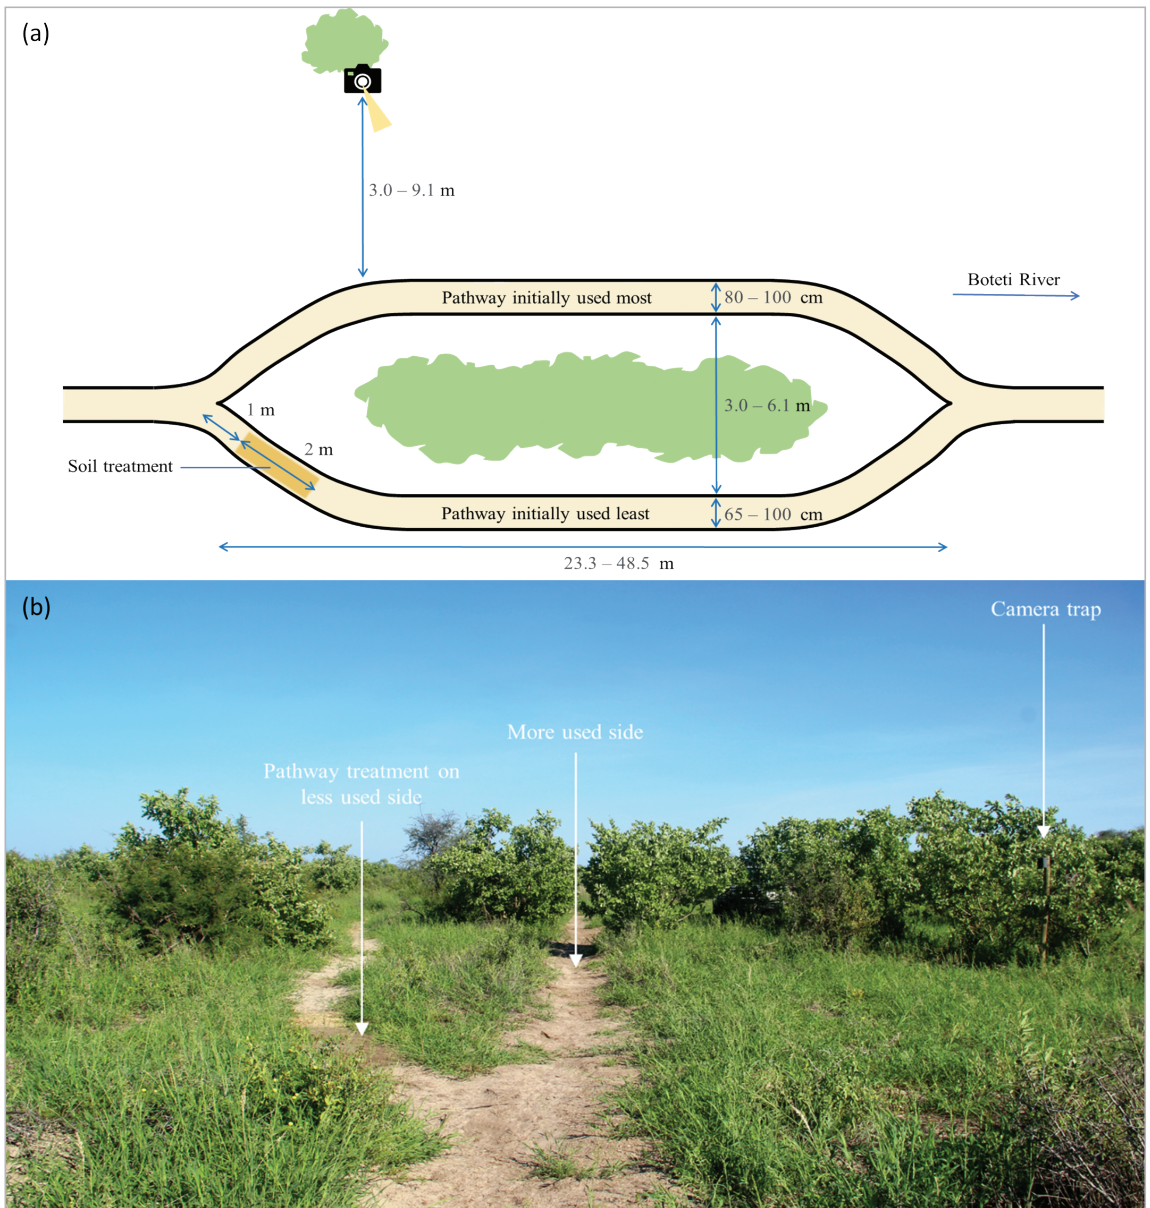 (a)
3.0 – 9.1 m
Boteti River
Pathway initially used most
80 – 100 cm
1 m
3.0 – 6.1 m
2 m
Soil treatment
Pathway initially used least
65 – 100 cm
23.3 – 48.5 m
(b)
Camera trap
More used side
Pathway treatment on
less used side